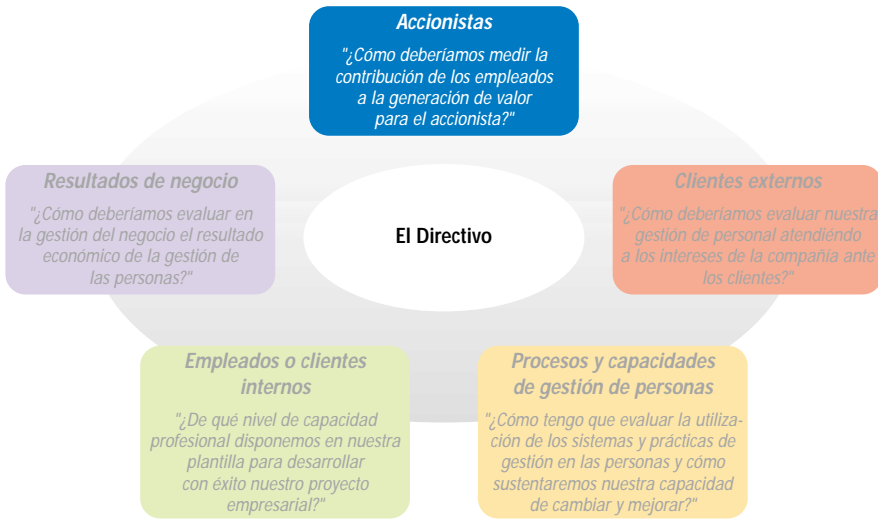 Accionistas
"¿Cómo deberíamos medir la
contribución de los empleados
a la generación de valor
para el accionista?"
Resultados de negocio
"¿Cómo deberíamos evaluar en
la gestión del negocio el resultado
económico de la gestión de
las personas?"
El Directivo
Clientes externos
"¿Cómo deberíamos evaluar nuestra
gestión de personal atendiéndo
a los intereses de la compañia ante
los clientes?"
Empleados o clientes
internos
"¿De qué nivel de capacidad
profesional disponemos en nuestra
plantilla para desarrollar
con éxito nuestro proyecto
empresarial?"
Procesos y capacidades
de gestión de personas
"¿Cómo tengo que evaluar la utiliza-
ción de los sistemas y prácticas de
gestión en las personas y cómo
sustentaremos nuestra capacidad
de cambiar y mejorar?"